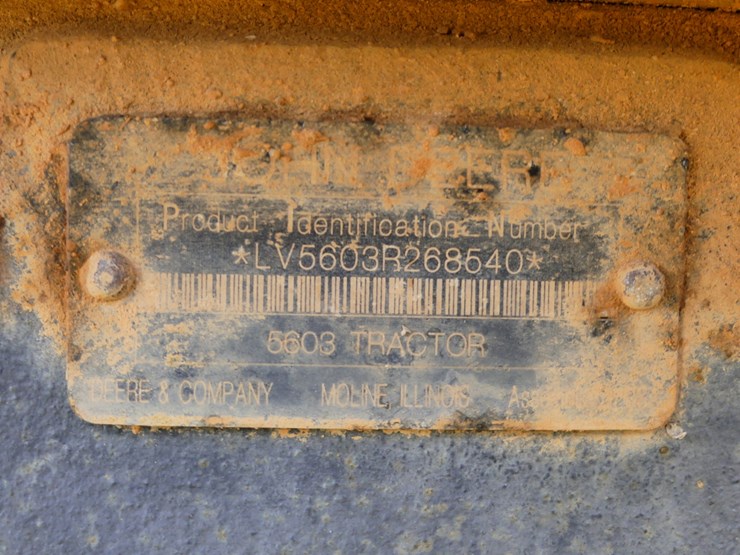 JOHN DEERE
Product Identification Number
*LV5603R268540*
5603 TRACTOR
DEERE & COMPANY MOLINE, ILLINOIS